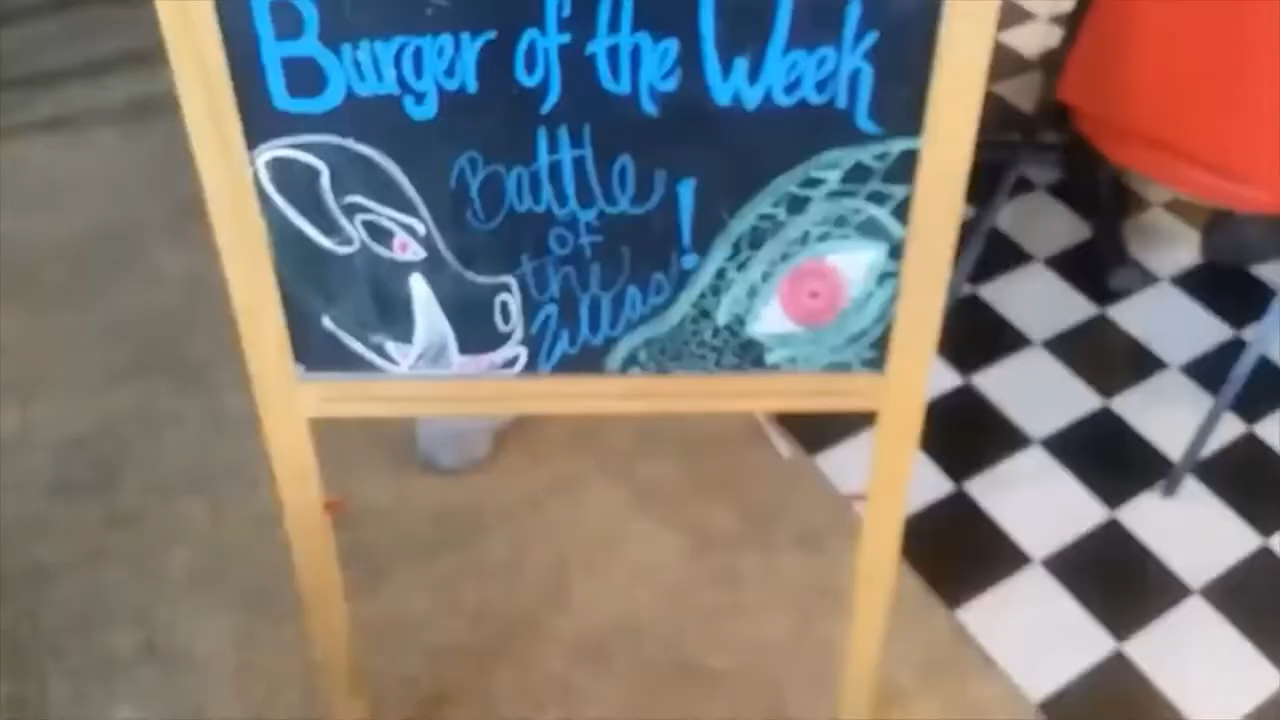 Burger of the Week
Battle
of
the
Zillas!